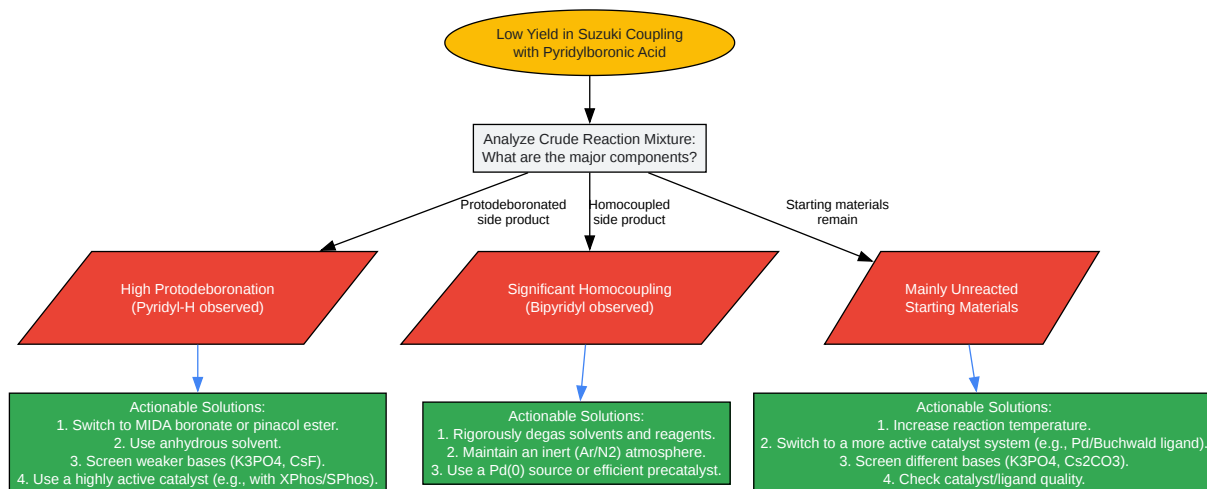 Low Yield in Suzuki Coupling
with Pyridylboronic Acid
Analyze Crude Reaction Mixture:
What are the major components?
Protodeboronated
side product
Homocoupled
side product
Starting materials
remain
High Protodeboronation
(Pyridyl-H observed)
Significant Homocoupling
(Bipyridyl observed)
Mainly Unreacted
Starting Materials
Actionable Solutions:
1. Switch to MIDA boronate or pinacol ester.
2. Use anhydrous solvent.
3. Screen weaker bases (K3PO4, CsF).
4. Use a highly active catalyst (e.g., with XPhos/SPhos).
Actionable Solutions:
1. Rigorously degas solvents and reagents.
2. Maintain an inert (Ar/N2) atmosphere.
3. Use a Pd(0) source or efficient precatalyst.
Actionable Solutions:
1. Increase reaction temperature.
2. Switch to a more active catalyst system (e.g., Pd/Buchwald ligand).
3. Screen different bases (K3PO4, Cs2CO3).
4. Check catalyst/ligand quality.